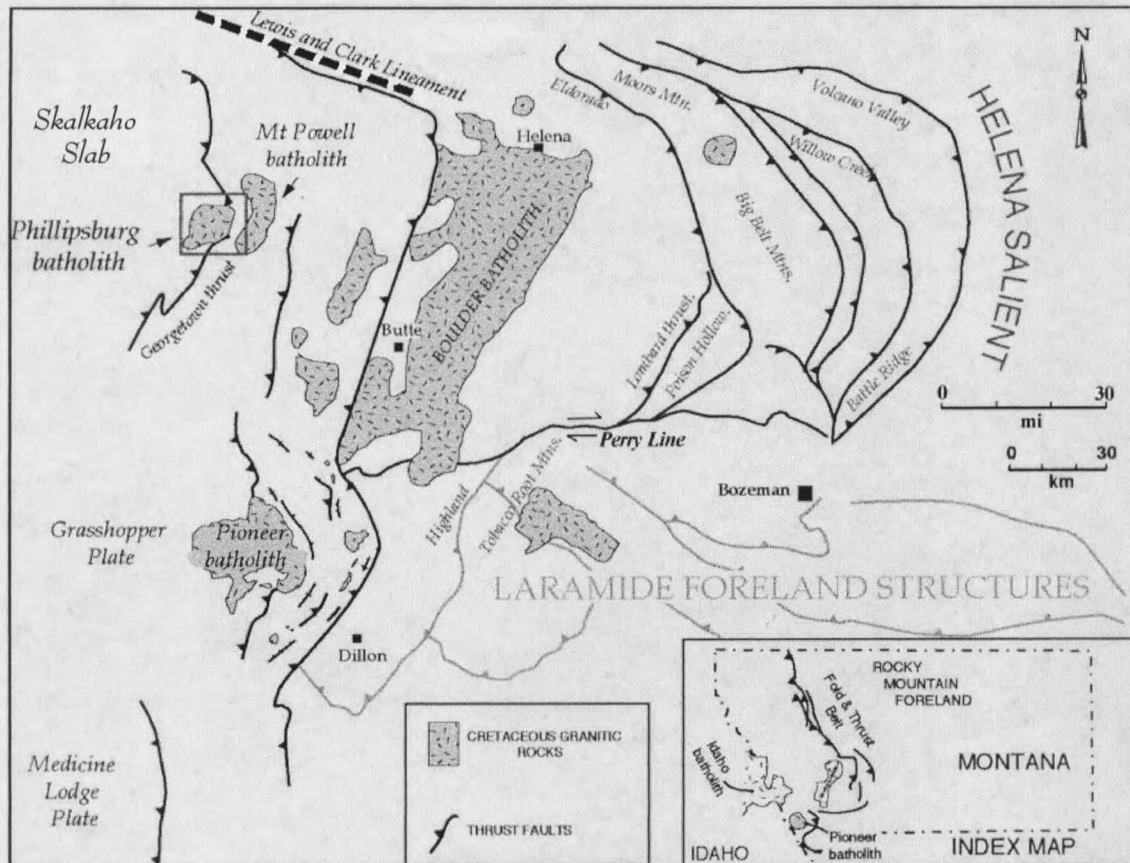 Lewis and Clark Lineament
N
Skalkaho
Slab
Mt Powell
batholith
Helena
Eldorado
Moors Mtn.
Volcano Valley
Willow Creek
HELENA SALIENT
Phillipsburg
batholith
Georgetown thrust
BOULDER BATHOLITH
Big Belt Mtns.
Butte
Lombard thrust.
Poison Hollow.
Battle Ridge
0 30
mi
0 30
km
Perry Line
Highland
Tobacco Root Mtns.
Bozeman
Grasshopper
Plate
Pioneer
batholith
LARAMIDE FORELAND STRUCTURES
Dillon
Medicine
Lodge
Plate
CRETACEOUS GRANITIC
ROCKS
THRUST FAULTS
ROCKY
MOUNTAIN
FORELAND
Fold & Thrust
Belt
Idaho
batholith
MONTANA
Pioneer
batholith
IDAHO
INDEX MAP